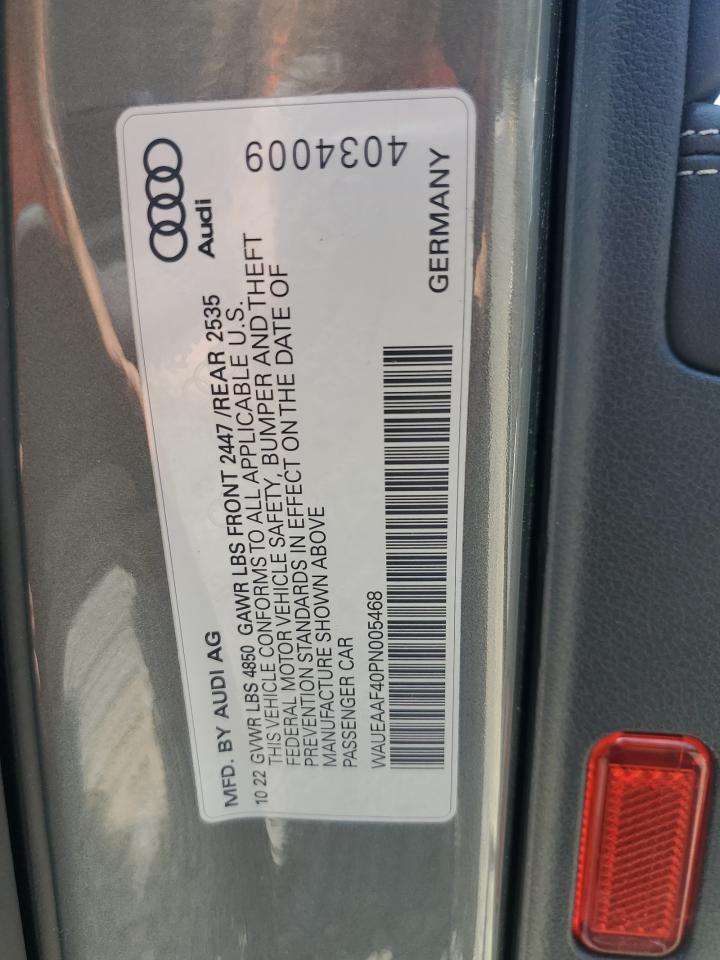 MFD. BY AUDI AG
10 22 GVWR LBS 4850 GAWR LBS FRONT 2447 /REAR 2535
THIS VEHICLE CONFORMS TO ALL APPLICABLE U.S.
FEDERAL MOTOR VEHICLE SAFETY, BUMPER AND THEFT
PREVENTION STANDARDS IN EFFECT ON THE DATE OF
MANUFACTURE SHOWN ABOVE
PASSENGER CAR
WAUEAAF40PN005468
Audi
4034009
GERMANY